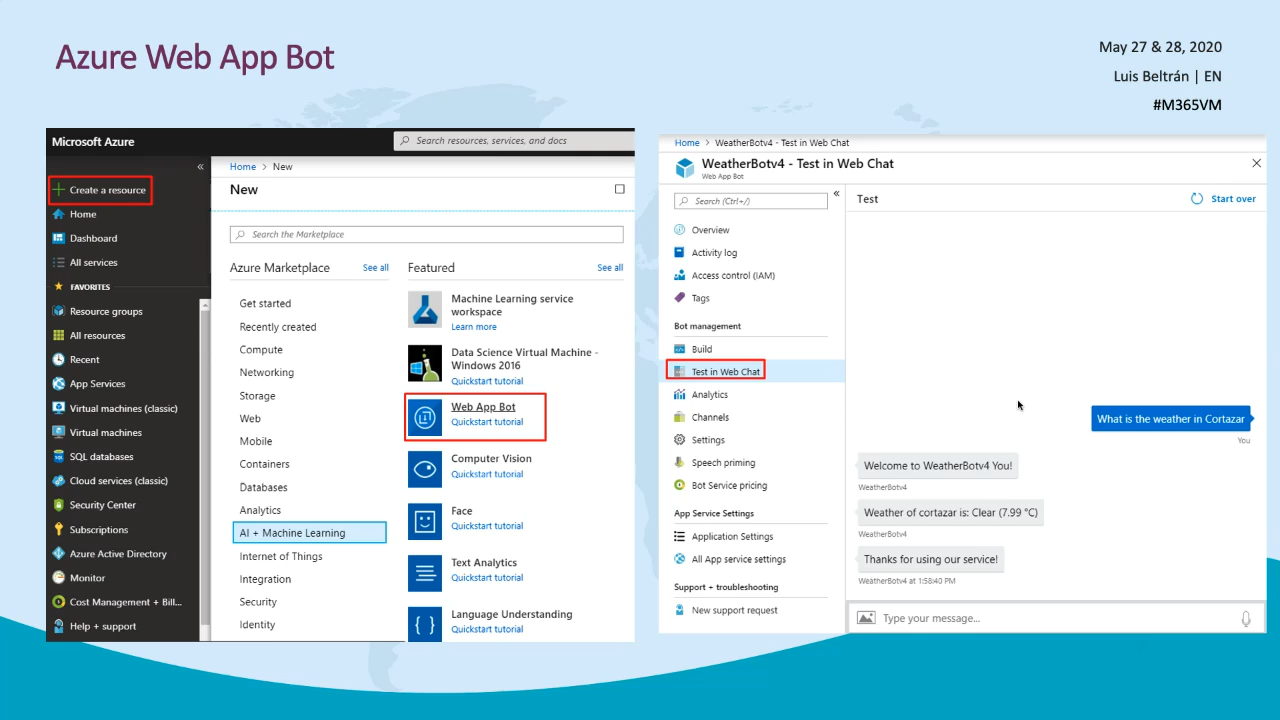 Azure Web App Bot
May 27 & 28, 2020
Luis Beltrán | EN
#M365VM
Microsoft Azure
Search resources, services, and docs
Create a resource
Home
Dashboard
All services
FAVORITES
Resource groups
All resources
Recent
App Services
Virtual machines (classic)
Virtual machines
SQL databases
Cloud services (classic)
Security Center
Subscriptions
Azure Active Directory
Monitor
Cost Management + Bill...
Help + support
Home > New
New
Search the Marketplace
Azure Marketplace See all
Get started
Recently created
Compute
Networking
Storage
Web
Mobile
Containers
Databases
Analytics
AI + Machine Learning
Internet of Things
Integration
Security
Identity
Featured See all
Machine Learning service
workspace
Learn more
Data Science Virtual Machine -
Windows 2016
Quickstart tutorial
Web App Bot
Quickstart tutorial
Computer Vision
Quickstart tutorial
Face
Quickstart tutorial
Text Analytics
Quickstart tutorial
Language Understanding
Quickstart tutorial
Home > WeatherBotv4 - Test in Web Chat
WeatherBotv4 - Test in Web Chat
Web App Bot
Search (Ctrl+/)
Overview
Activity log
Access control (IAM)
Tags
Bot management
Build
Test in Web Chat
Analytics
Channels
Settings
Speech priming
Bot Service pricing
App Service Settings
Application Settings
All App service settings
Support + troubleshooting
New support request
Test
Start over
What is the weather in Cortazar
You
Welcome to WeatherBotv4 You!
WeatherBotv4
Weather of cortazar is: Clear (7.99 °C)
WeatherBotv4
Thanks for using our service!
WeatherBotv4 at 1:58:40 PM
Type your message...